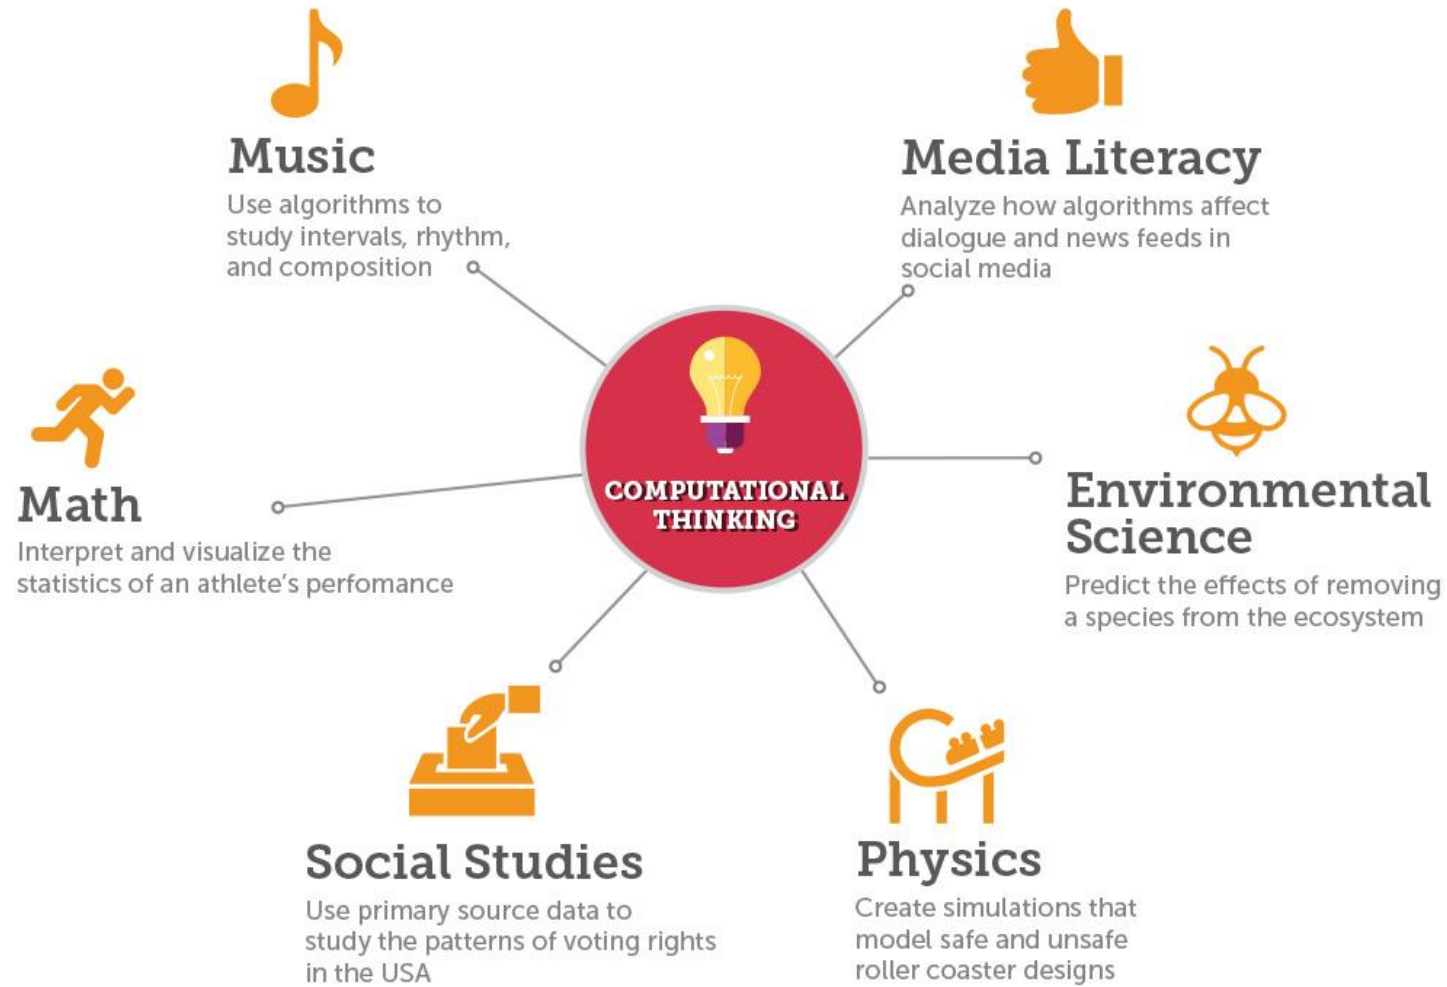 Music
Use algorithms to
study intervals, rhythm,
and composition
Media Literacy
Analyze how algorithms affect
dialogue and news feeds in
social media
COMPUTATIONAL
THINKING
Math
Interpret and visualize the
statistics of an athlete’s perfomance
Environmental
Science
Predict the effects of removing
a species from the ecosystem
Social Studies
Use primary source data to
study the patterns of voting rights
in the USA
Physics
Create simulations that
model safe and unsafe
roller coaster designs